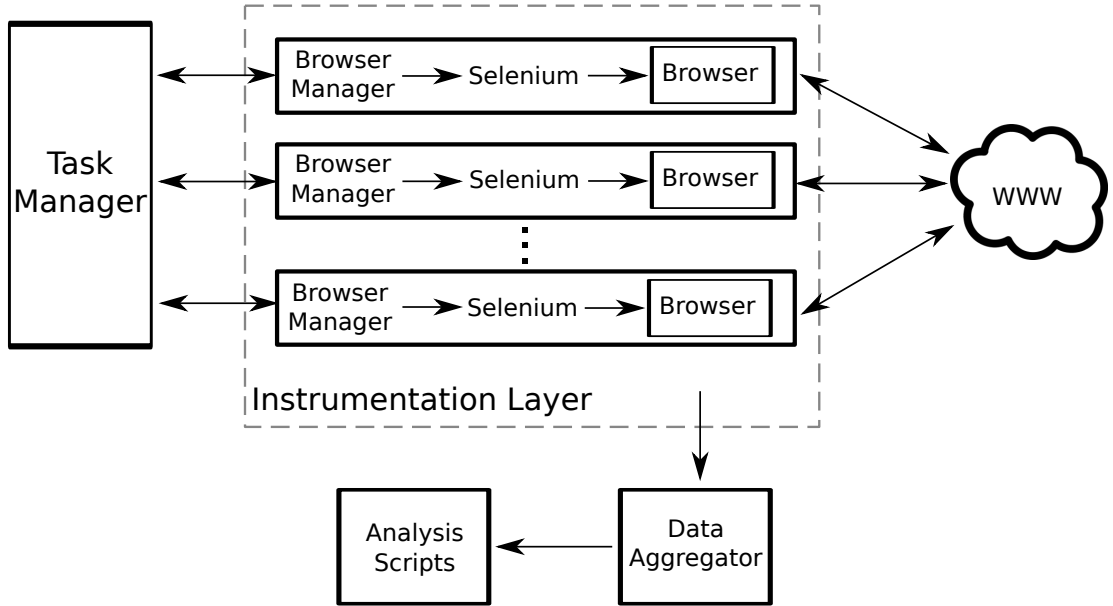 Task
Manager
Browser
Manager
Selenium
Browser
Browser
Manager
Selenium
Browser
Browser
Manager
Selenium
Browser
WWW
Instrumentation Layer
Analysis
Scripts
Data
Aggregator